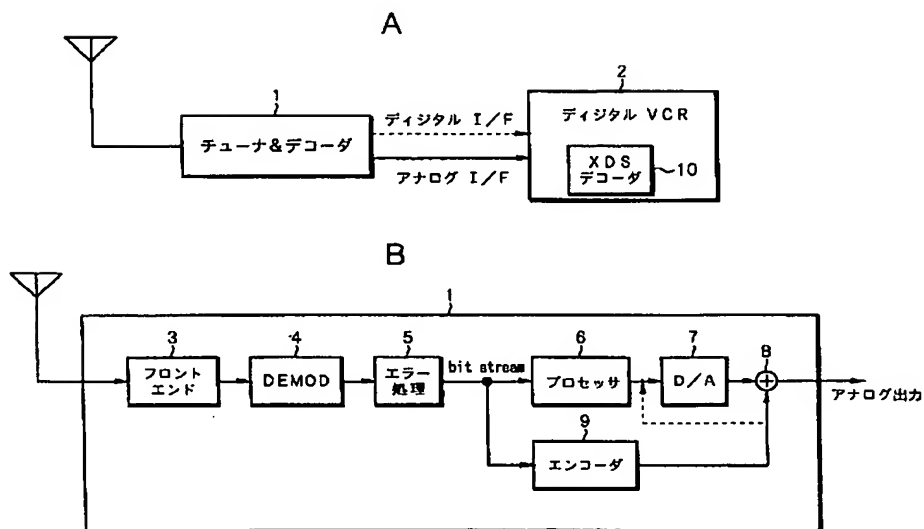 A
1
チューナ&デコーダ
ディジタル I/F
アナログ I/F
2
ディジタル VCR
XDS
デコーダ
10
B
1
3
フロント
エンド
4
DEMOD
5
エラー
処理
bit stream
6
プロセッサ
7
D/A
8
アナログ出力
9
エンコーダ